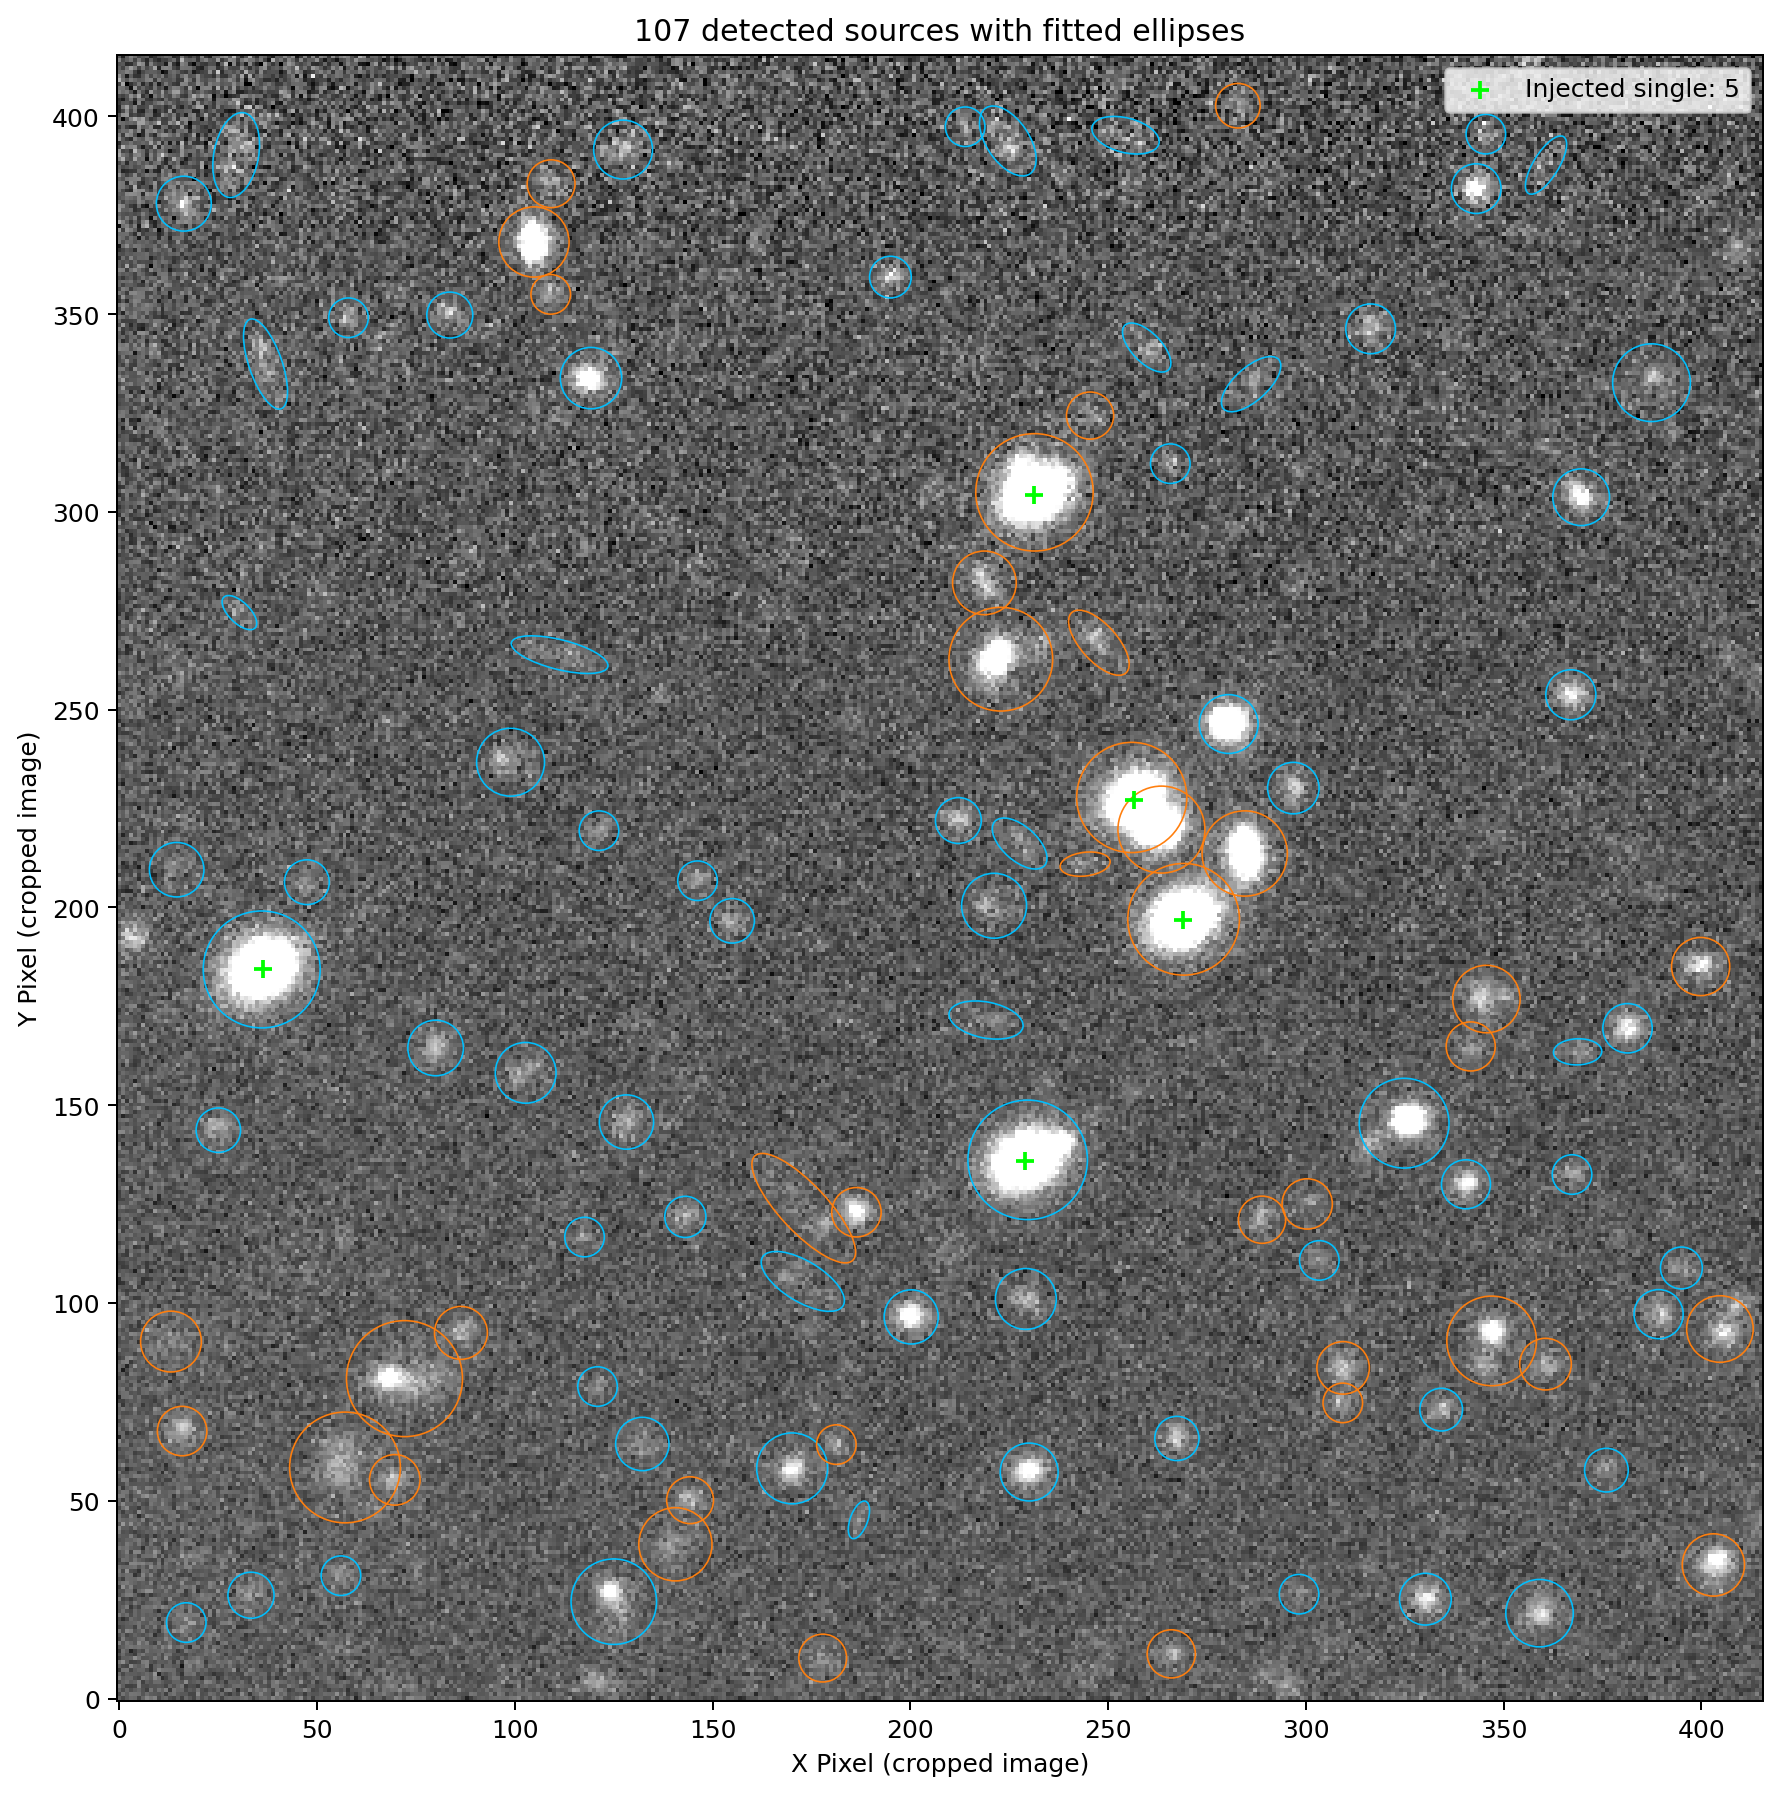 107 detected sources with fitted ellipses
Injected single: 5
400
350
300
250
200
150
100
50
0
Y Pixel (cropped image)
0 50 100 150 200 250 300 350 400
X Pixel (cropped image)